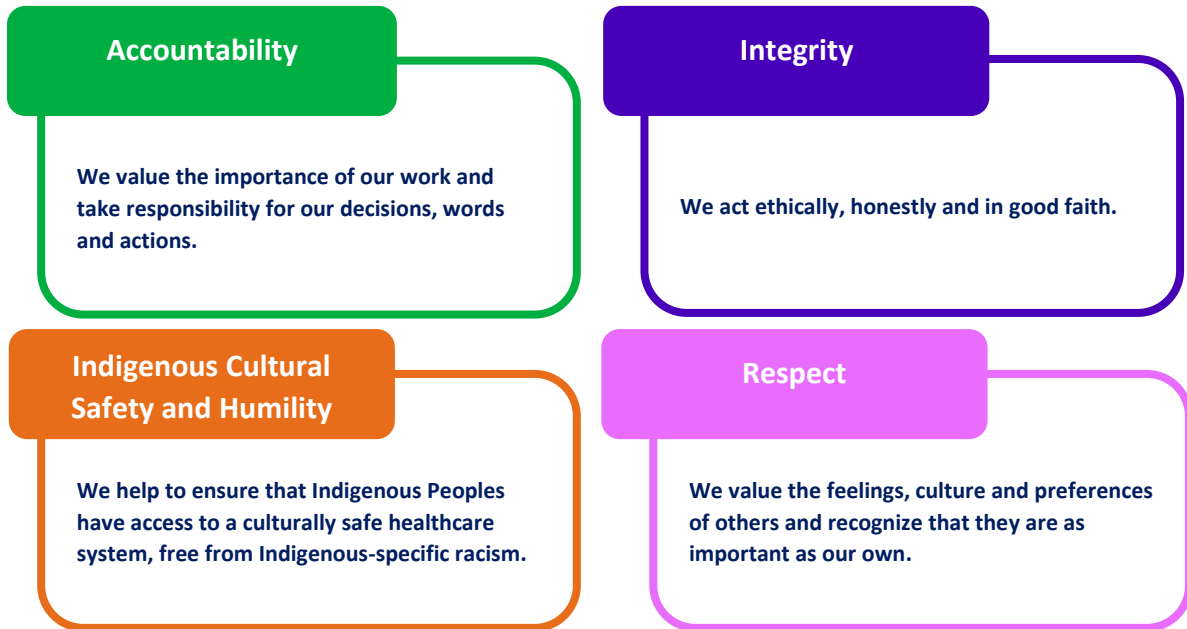 Accountability
We value the importance of our work and
take responsibility for our decisions, words
and actions.
Integrity
We act ethically, honestly and in good faith.
Indigenous Cultural
Safety and Humility
We help to ensure that Indigenous Peoples
have access to a culturally safe healthcare
system, free from Indigenous-specific racism.
Respect
We value the feelings, culture and preferences
of others and recognize that they are as
important as our own.